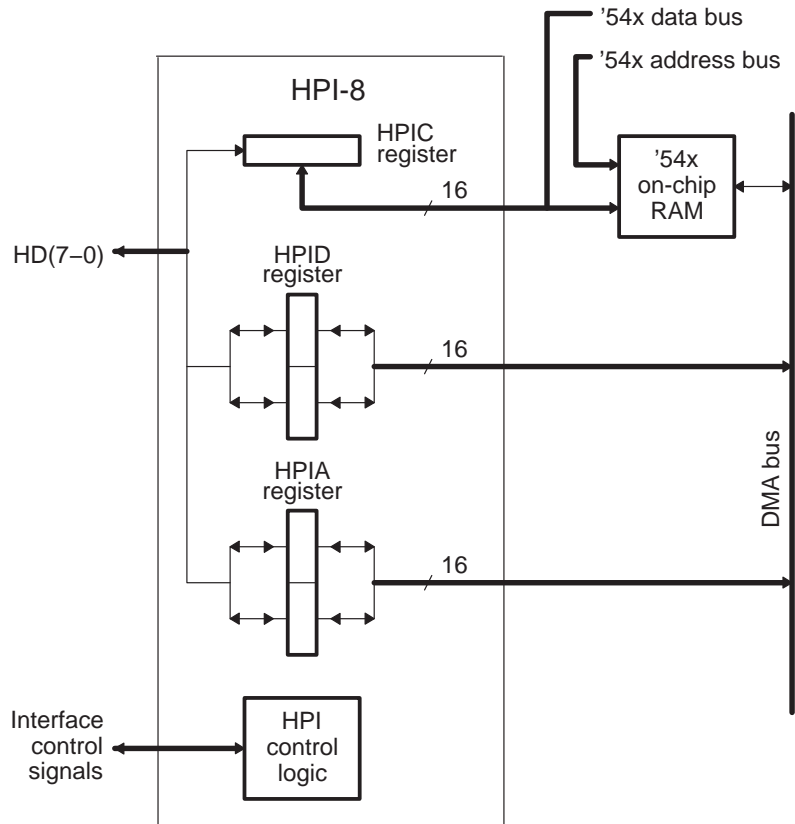 '54x data bus
'54x address bus
HPI-8
HPIC
register
'54x
on-chip
RAM
16
HD(7–0)
HPID
register
16
HPIA
register
16
DMA bus
Interface
control
signals
HPI
control
logic